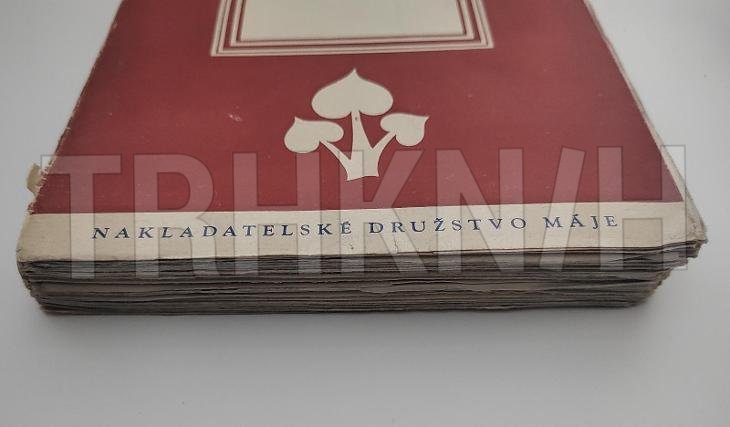 TRHKNIH
NAKLADATELSKÉ DRUŽSTVO MÁJE